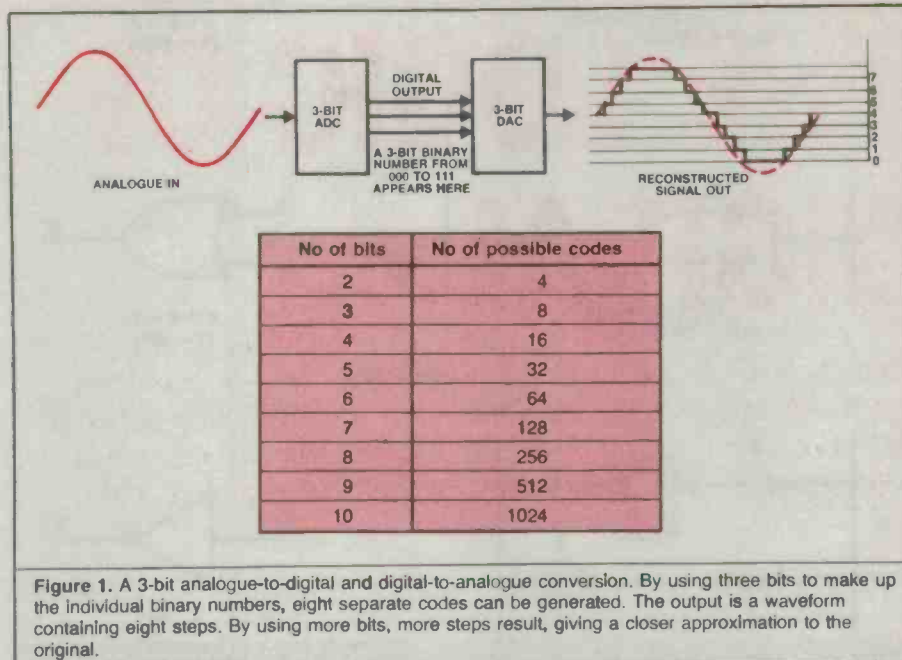 ANALOGUE IN
3-BIT
ADC
DIGITAL
OUTPUT
A 3-BIT BINARY
NUMBER FROM
000 TO 111
APPEARS HERE
3-BIT
DAC
7
6
5
4
3
2
1
0
RECONSTRUCTED
SIGNAL OUT
No of bits No of possible codes
2 4
3 8
4 16
5 32
6 64
7 128
8 256
9 512
10 1024
Figure 1. A 3-bit analogue-to-digital and digital-to-analogue conversion. By using three bits to make up
the individual binary numbers, eight separate codes can be generated. The output is a waveform
containing eight steps. By using more bits, more steps result, giving a closer approximation to the
original.